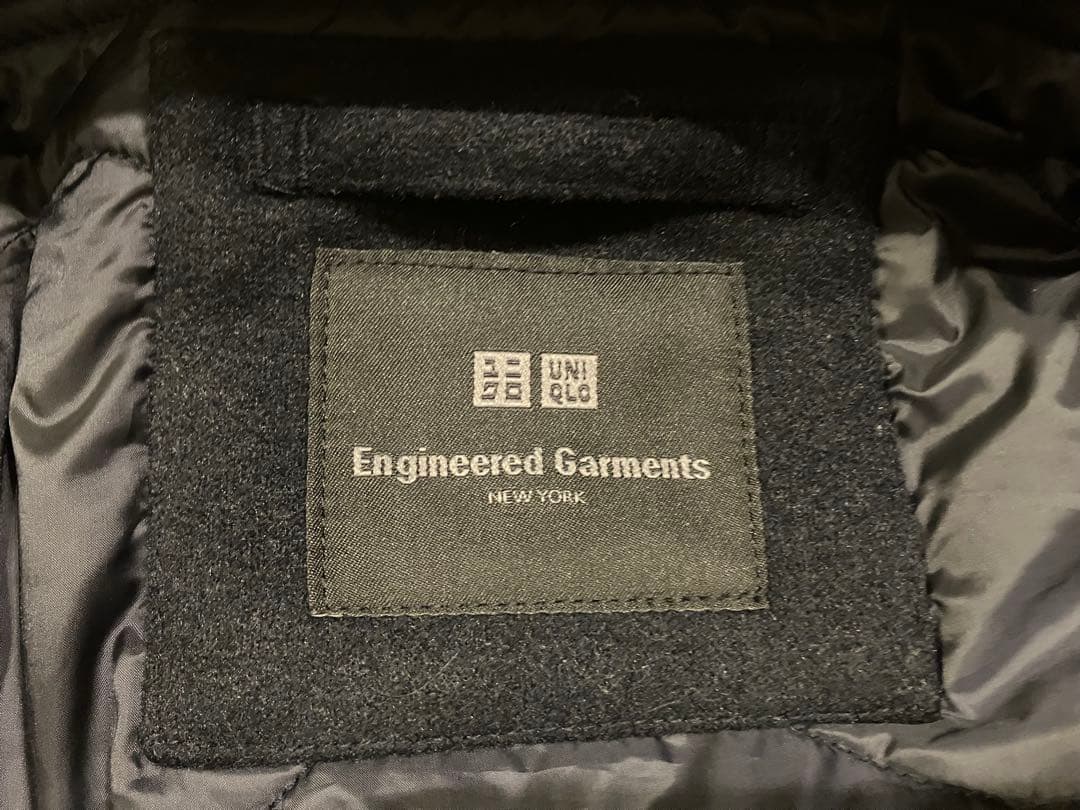 ユニ UNI
クロ QLO
Engineered Garments
NEW YORK